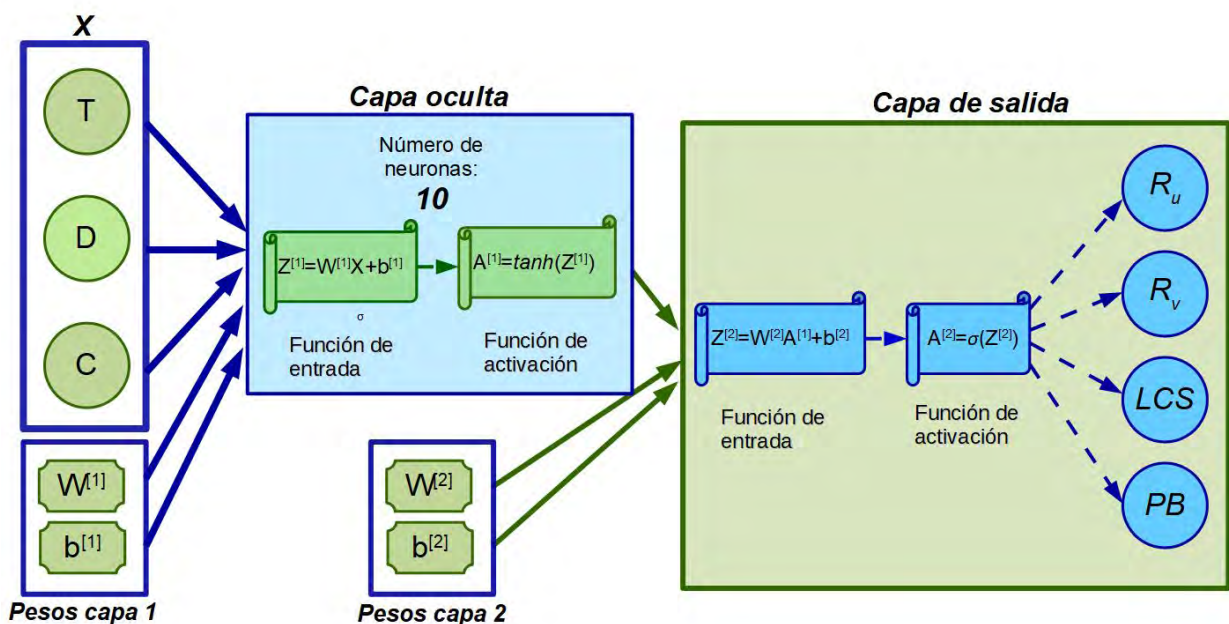 X
T
D
C
W[1]
b[1]
Pesos capa 1
Capa oculta
Número de
neuronas:
10
Z[1]=W[1]X+b[1]
A[1]=tanh(Z[1])
σ
Función de
entrada
Función de
activación
W[2]
b[2]
Pesos capa 2
Capa de salida
Z[2]=W[2]A[1]+b[2]
A[2]=σ(Z[2])
Función de
entrada
Función de
activación
Ru
Rv
LCS
PB